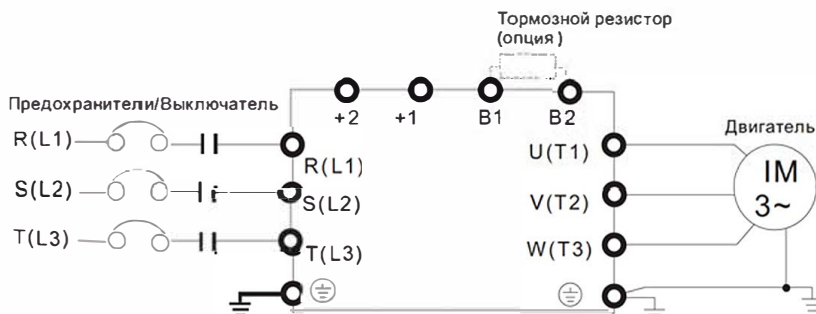 Тормозной резистор
(опция )
Предохранители/Выключатель
+2 +1 B1 B2
Двигатель
R(L1) R(L1) U(T1)
IM
S(L2) S(L2) V(T2)
3~
T(L3) T(L3) W(T3)